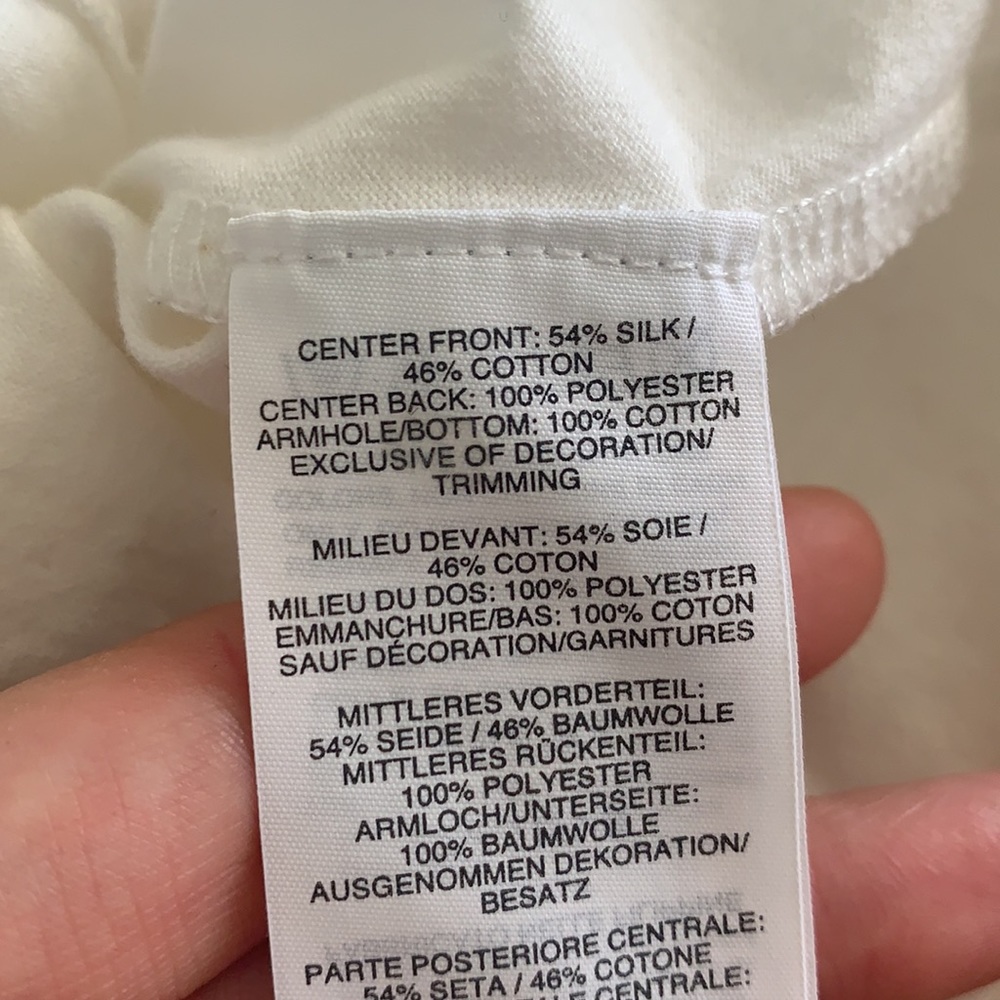 CENTER FRONT: 54% SILK /
46% COTTON
CENTER BACK: 100% POLYESTER
ARMHOLE/BOTTOM: 100% COTTON
EXCLUSIVE OF DECORATION/
TRIMMING
MILIEU DEVANT: 54% SOIE /
46% COTON
MILIEU DU DOS: 100% POLYESTER
EMMANCHURE/BAS: 100% COTON
SAUF DÉCORATION/GARNITURES
MITTLERES VORDERTEIL:
54% SEIDE / 46% BAUMWOLLE
MITTLERES RÜCKENTEIL:
100% POLYESTER
ARMLOCH/UNTERSEITE:
100% BAUMWOLLE
AUSGENOMMEN DEKORATION/
BESATZ
PARTE POSTERIORE CENTRALE:
54% SETA / 46% COTONE
CENTRALE: